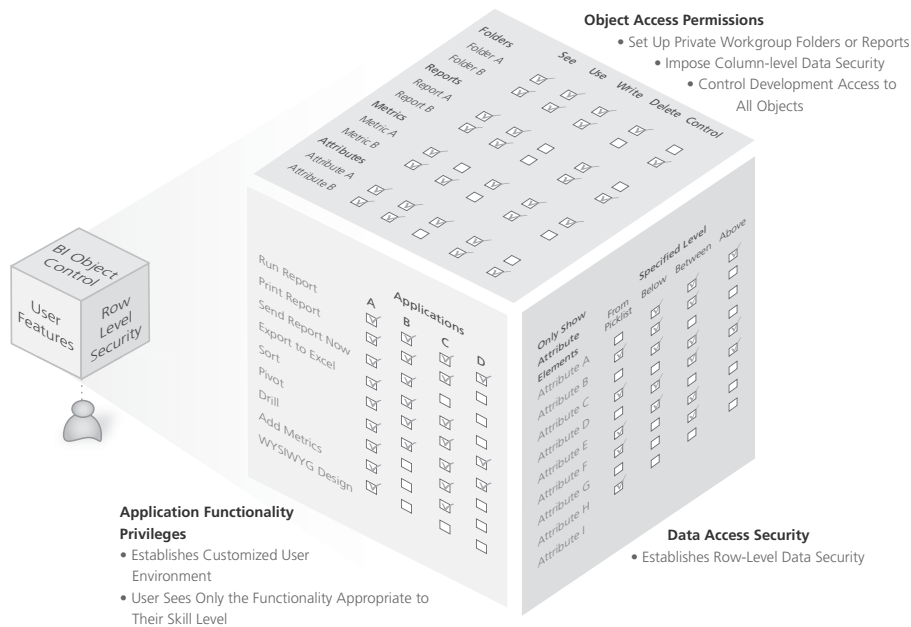 Object Access Permissions
• Set Up Private Workgroup Folders or Reports
• Impose Column-level Data Security
• Control Development Access to
All Objects
Folders
Folder A
Folder B
Reports
Report A
Report B
Metrics
Metric A
Metric B
Attributes
Attribute A
Attribute B
See
Use
Write
Delete
Control
BI Object
Control
User
Features
Row
Level
Security
Run Report
Print Report
Send Report Now
Export to Excel
Sort
Pivot
Drill
Add Metrics
WYSIWYG Design
Applications
A
B
C
D
Specified Level
Only Show
Attribute
Elements
From
Picklist
Below
Between
Above
Attribute A
Attribute B
Attribute C
Attribute D
Attribute E
Attribute F
Attribute G
Attribute H
Attribute I
Application Functionality
Privileges
• Establishes Customized User
Environment
• User Sees Only the Functionality Appropriate to
Their Skill Level
Data Access Security
• Establishes Row-Level Data Security